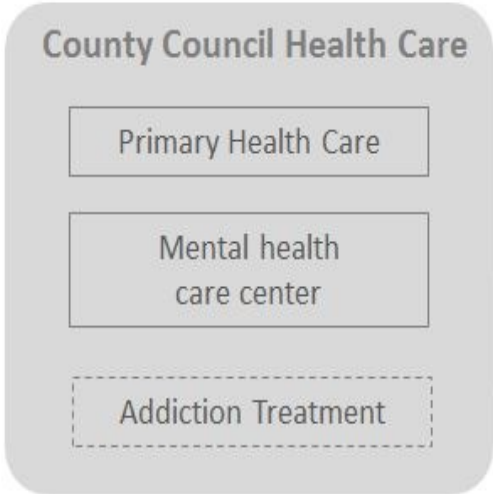 County Council Health Care
Primary Health Care
Mental health
care center
Addiction Treatment